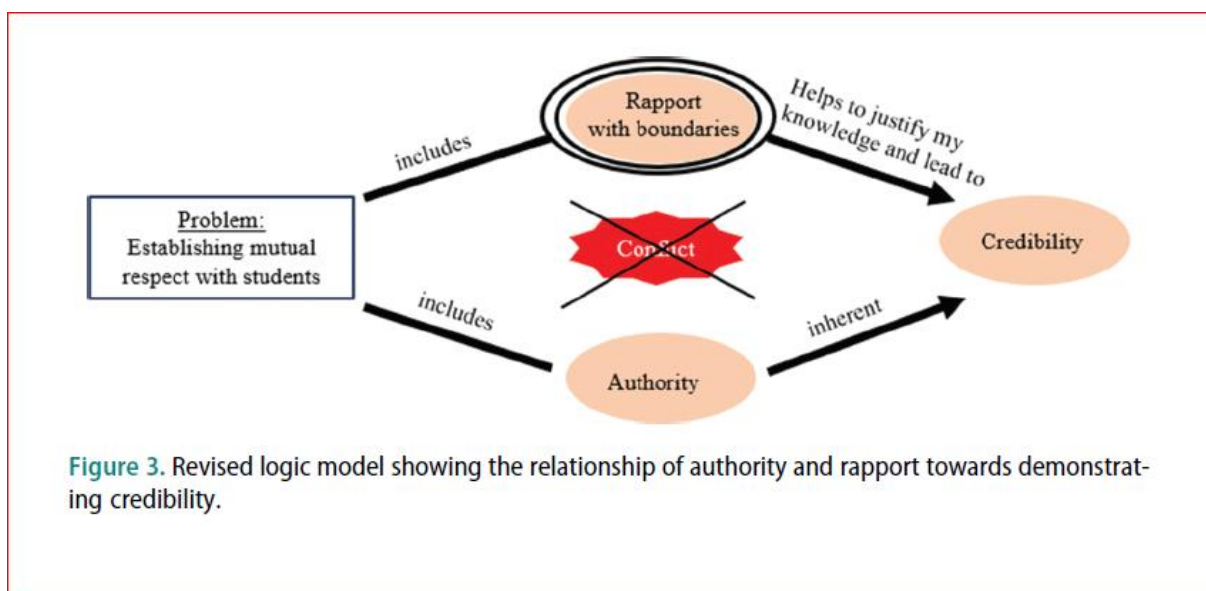 Rapport
with boundaries
Helps to justify my
knowledge and lead to
includes
Problem:
Establishing mutual
respect with students
Conflict
Credibility
includes
inherent
Authority
Figure 3. Revised logic model showing the relationship of authority and rapport towards demonstrat-
ing credibility.